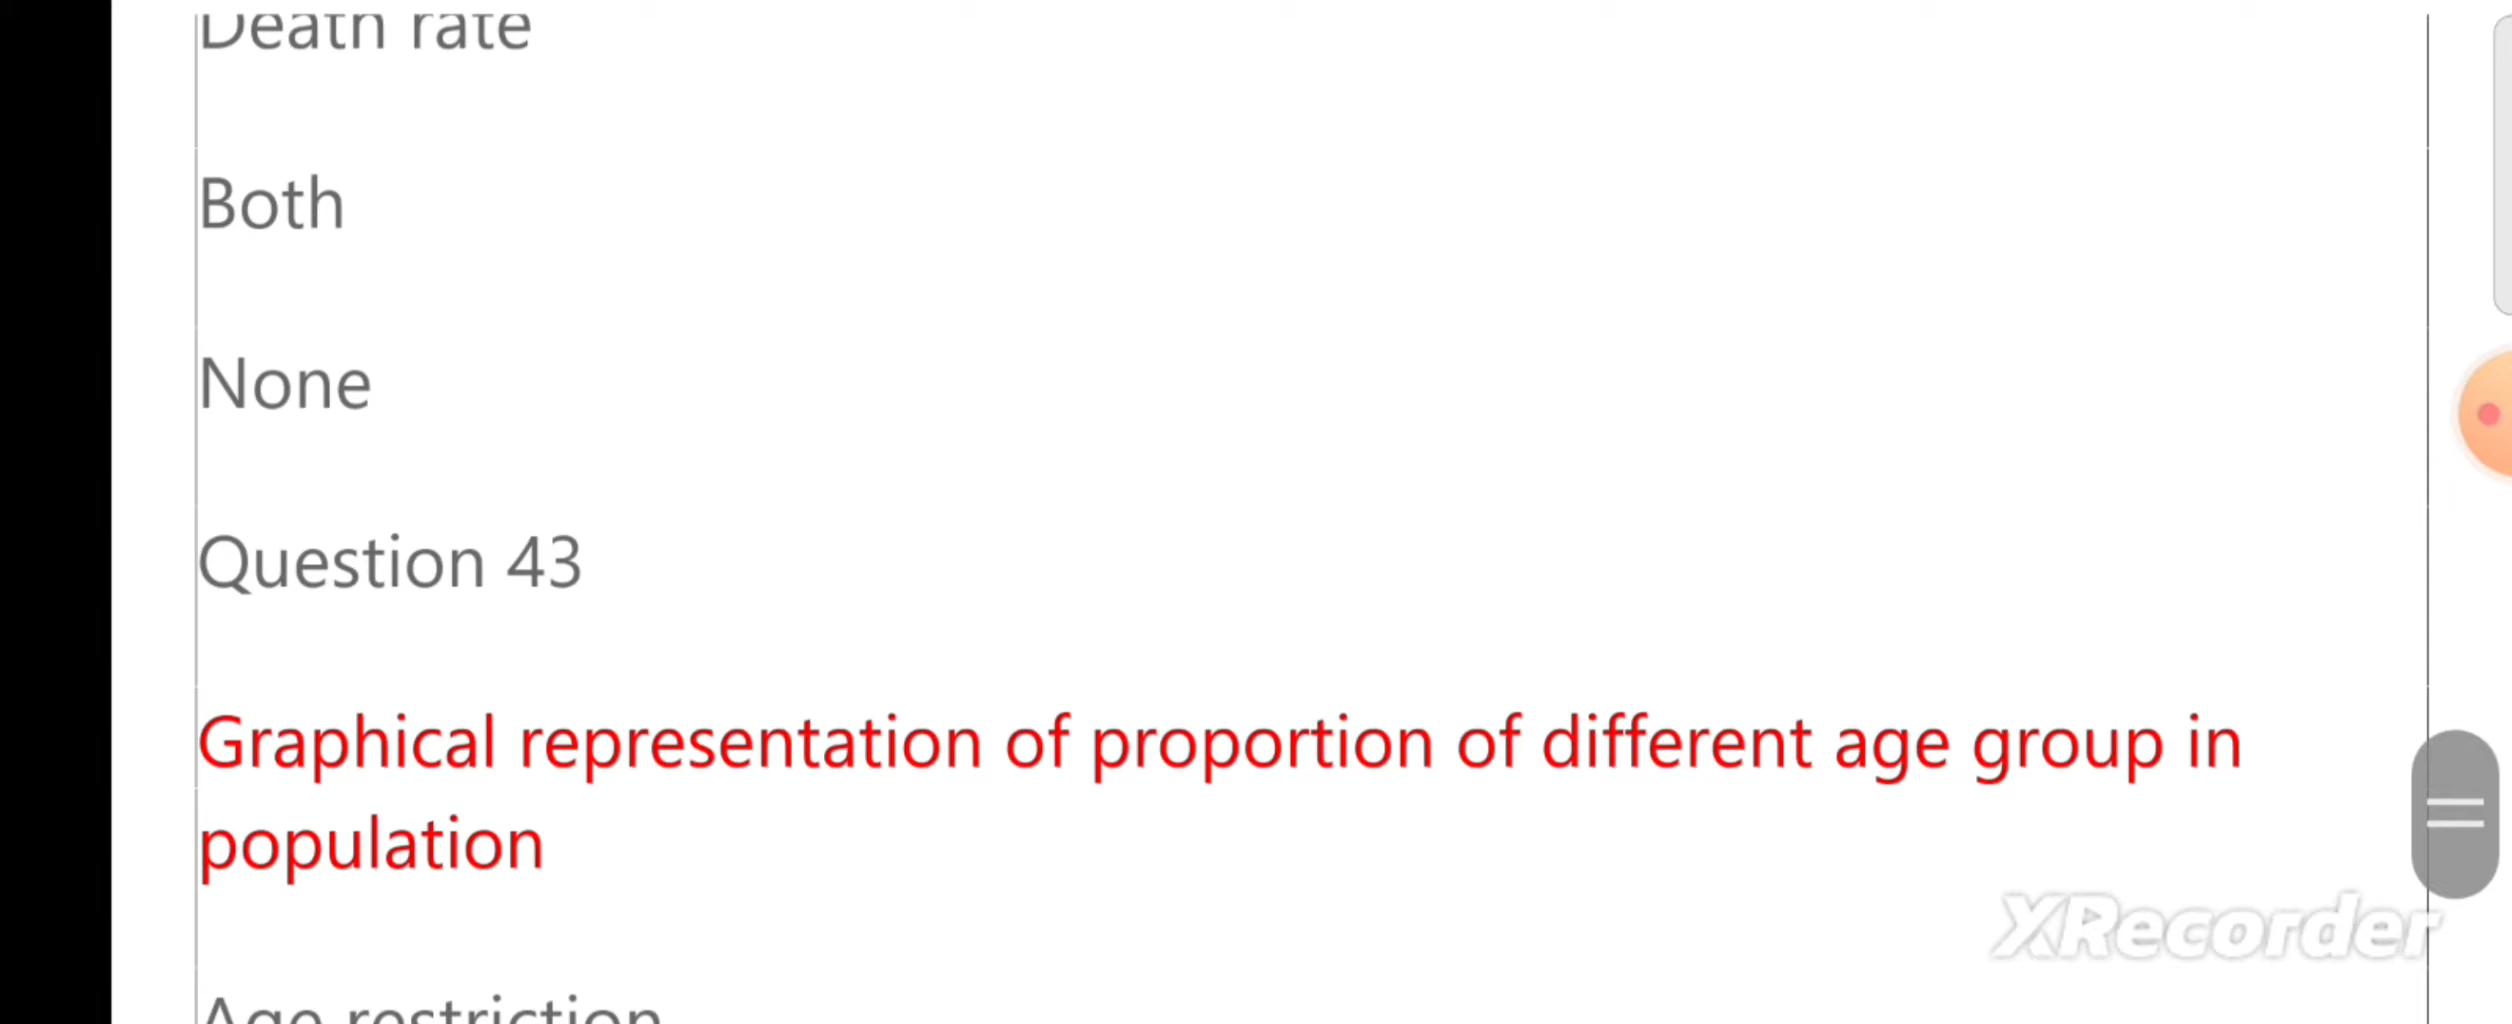 Death rate
Both
None
Question 43
Graphical representation of proportion of different age group in
population
XRecorder
Age restriction